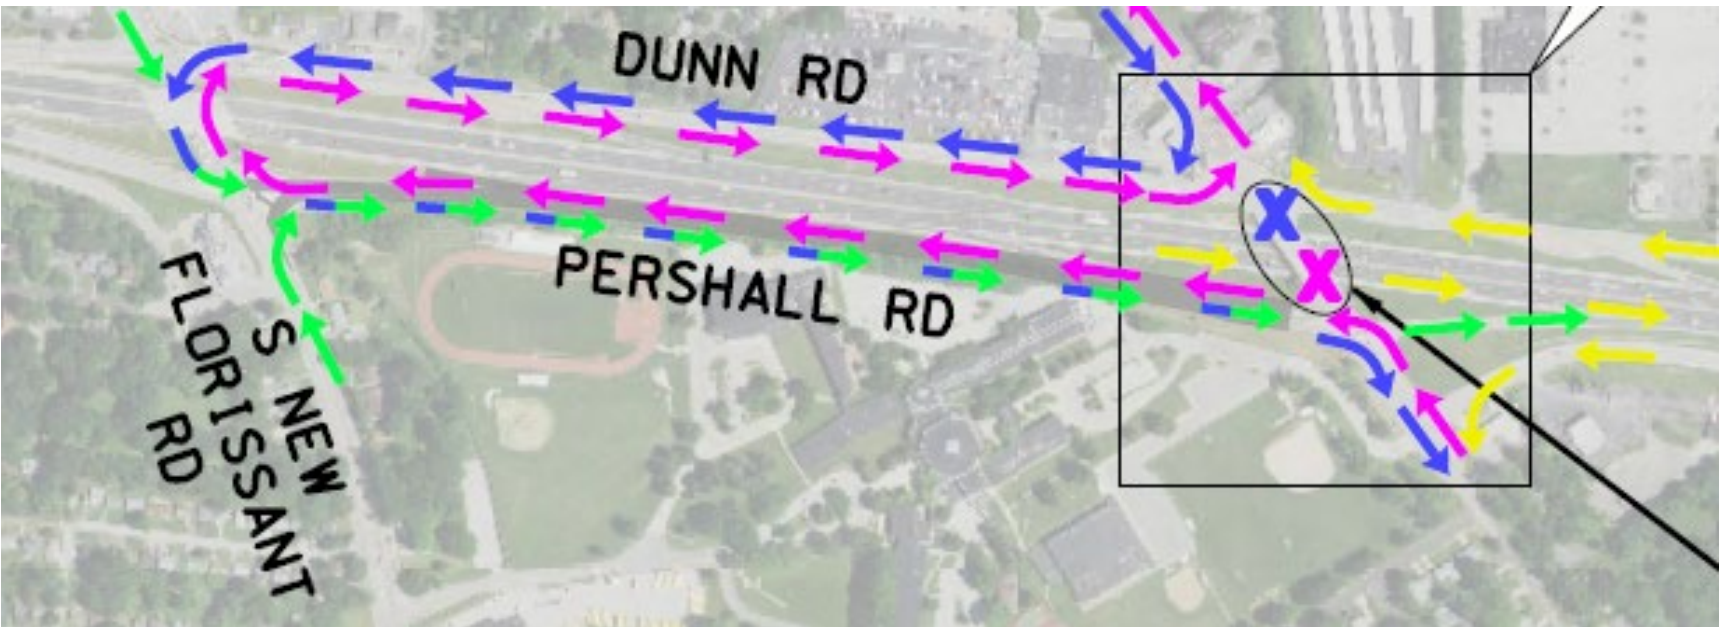 DUNN RD
PERSHALL RD
S NEW
FLORISSANT
RD
X
X